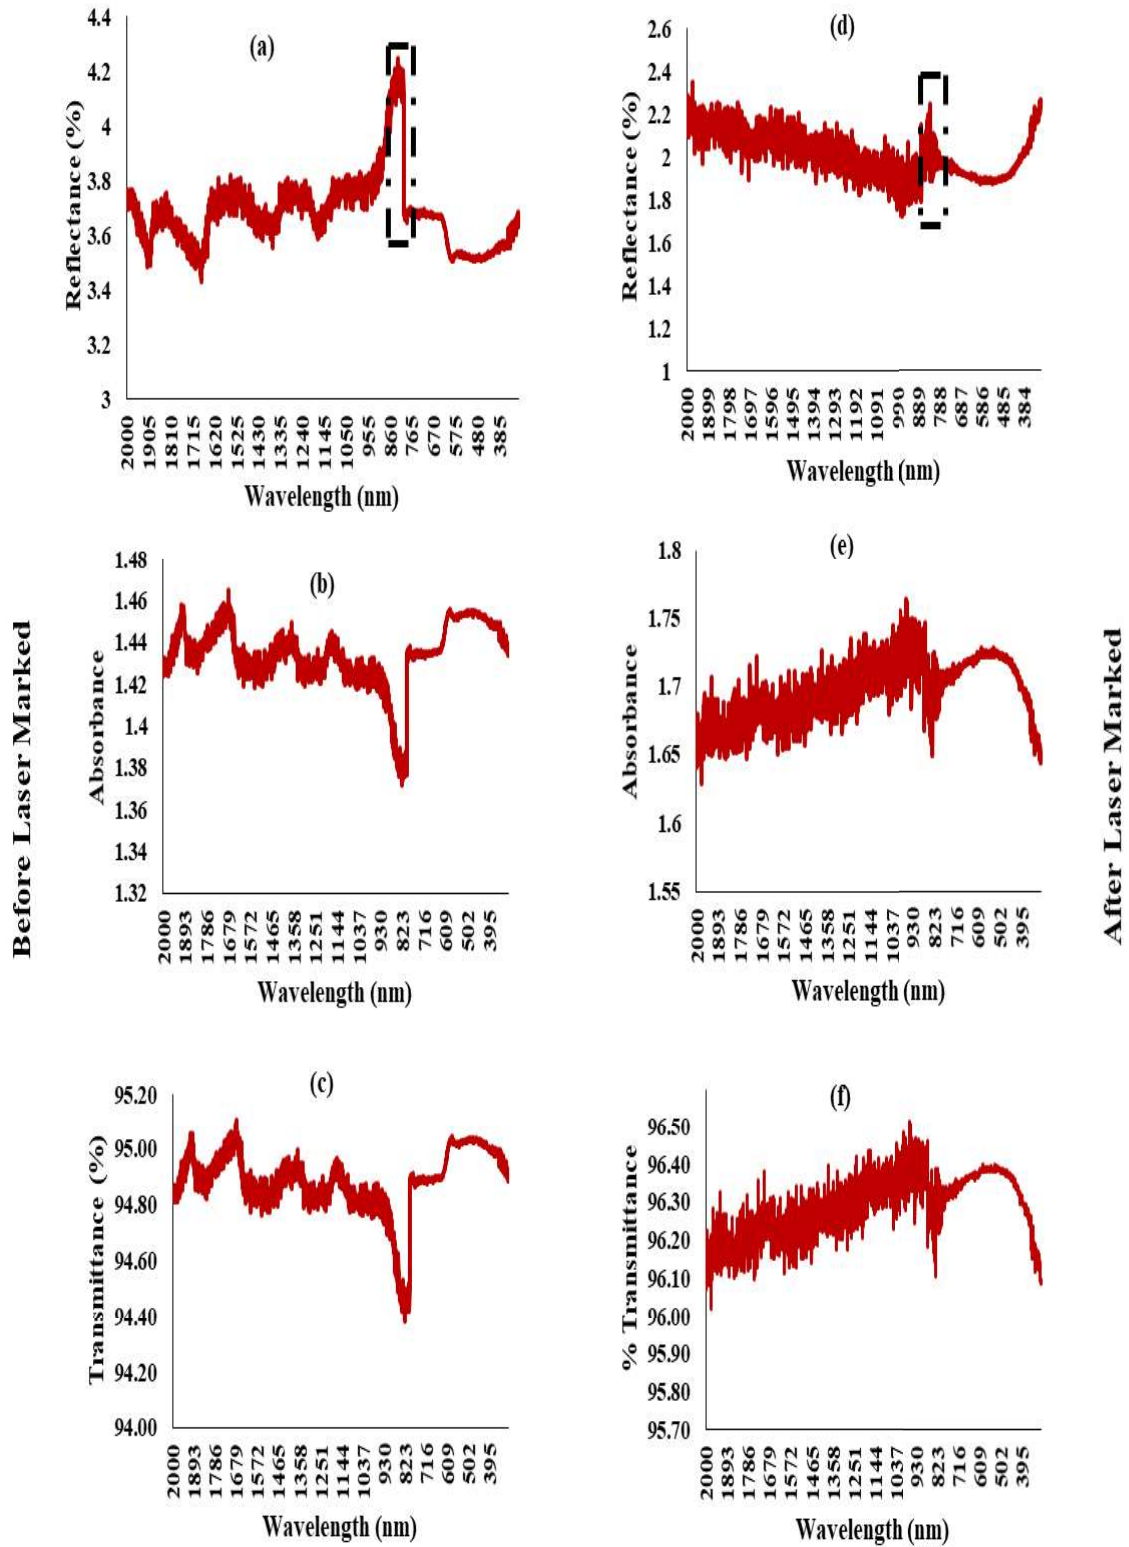 (a)
Reflectance (%)
4.4
4.2
4
3.8
3.6
3.4
3.2
3
2000 1905 1810 1715 1620 1525 1430 1335 1240 1145 1050 955 860 765 670 575 480 385
Wavelength (nm)
(d)
Reflectance (%)
2.6
2.4
2.2
2
1.8
1.6
1.4
1.2
1
2000 1899 1798 1697 1596 1495 1394 1293 1192 1091 990 889 788 687 586 485 384
Wavelength (nm)
Before Laser Marked
(b)
Absorbance
1.48
1.46
1.44
1.42
1.4
1.38
1.36
1.34
1.32
2000 1893 1786 1679 1572 1465 1358 1251 1144 1037 930 823 716 609 502 395
Wavelength (nm)
(e)
Absorbance
1.8
1.75
1.7
1.65
1.6
1.55
2000 1893 1786 1679 1572 1465 1358 1251 1144 1037 930 823 716 609 502 395
Wavelength (nm)
After Laser Marked
(c)
Transmittance (%)
95.20
95.00
94.80
94.60
94.40
94.20
94.00
2000 1893 1786 1679 1572 1465 1358 1251 1144 1037 930 823 716 609 502 395
Wavelength (nm)
(f)
% Transmittance
96.50
96.40
96.30
96.20
96.10
96.00
95.90
95.80
95.70
2000 1893 1786 1679 1572 1465 1358 1251 1144 1037 930 823 716 609 502 395
Wavelength (nm)